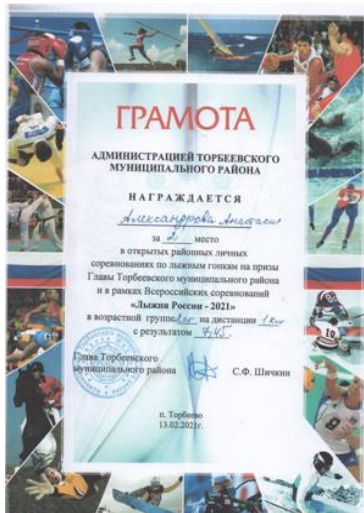 ГРАМОТА
АДМИНИСТРАЦИЕЙ ТОРБЕЕВСКОГО
МУНИЦИПАЛЬНОГО РАЙОНА
НАГРАЖДАЕТСЯ
Александрова Анастасия
за 2 место
в открытых районных личных
соревнованиях по лыжным гонкам на призы
Главы Торбеевского муниципального района
и в рамках Всероссийских соревнований
«Лыжня России - 2021»
в возрастной группе на дистанции 1 км
с результатом 7,45
Глава Торбеевского
муниципального района С.Ф. Шичкин
п. Торбеево
13.02.2021г.